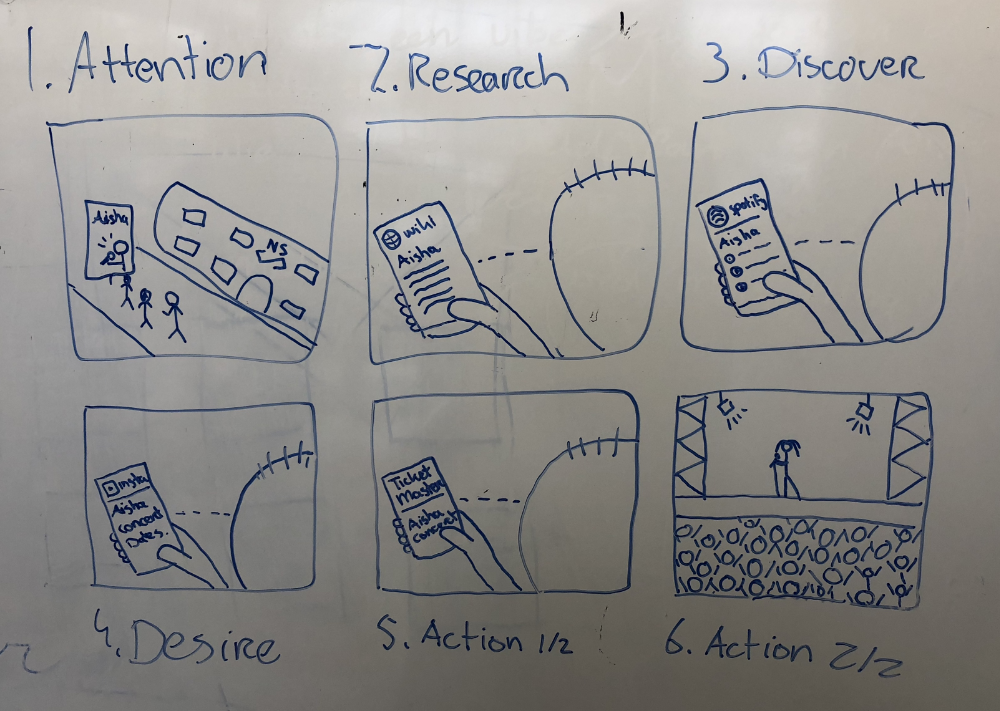 1. Attention
2. Research
3. Discover
Aisha
NS
wiki
Aisha
spotify
Aisha
insta
Aisha
concert
Dates.
Ticket
Master
Aisha
concert
4. Desire
5. Action 1/2
6. Action 2/2